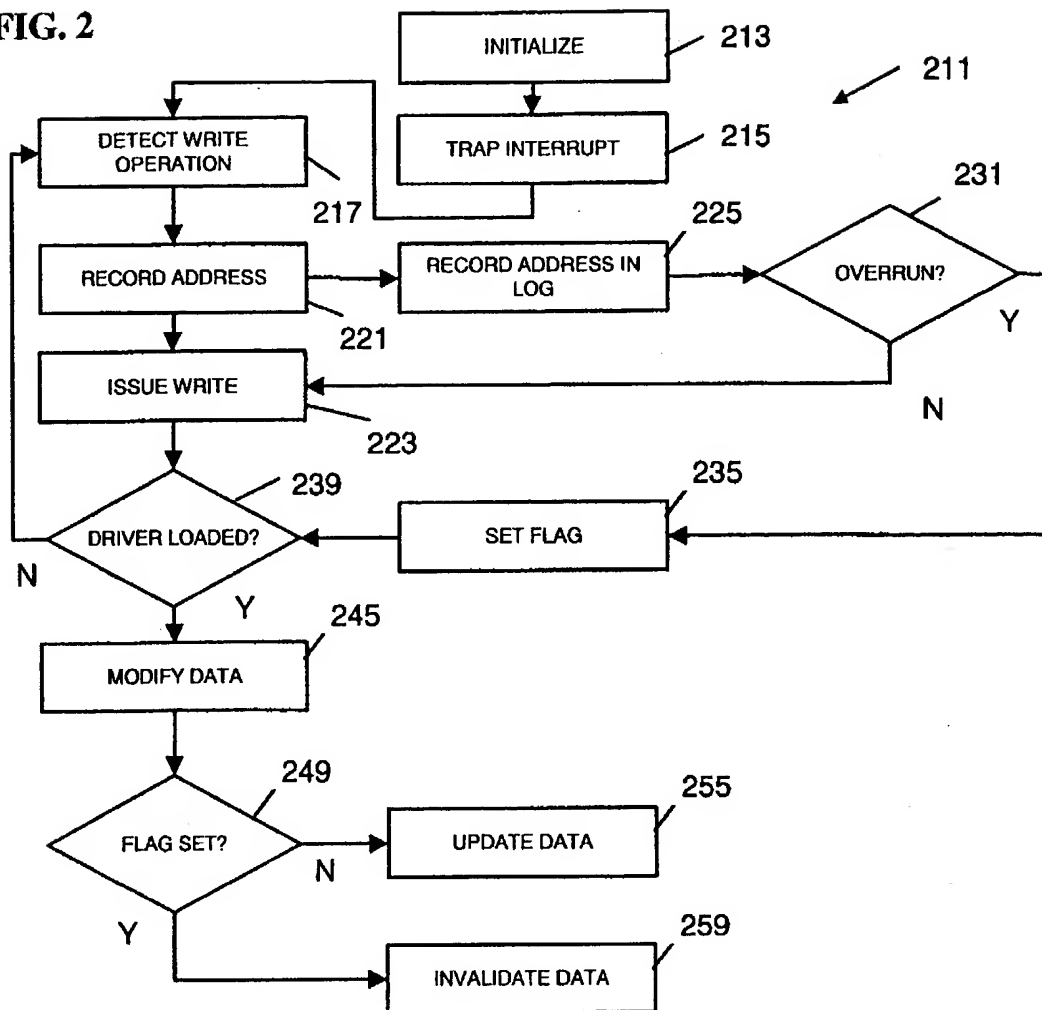 FIG. 2
INITIALIZE
213
211
DETECT WRITE
OPERATION
217
TRAP INTERRUPT
215
231
225
RECORD ADDRESS
221
RECORD ADDRESS IN
LOG
OVERRUN?
Y
N
ISSUE WRITE
223
239
235
DRIVER LOADED?
N
Y
SET FLAG
245
MODIFY DATA
249
255
FLAG SET?
N
Y
UPDATE DATA
259
INVALIDATE DATA